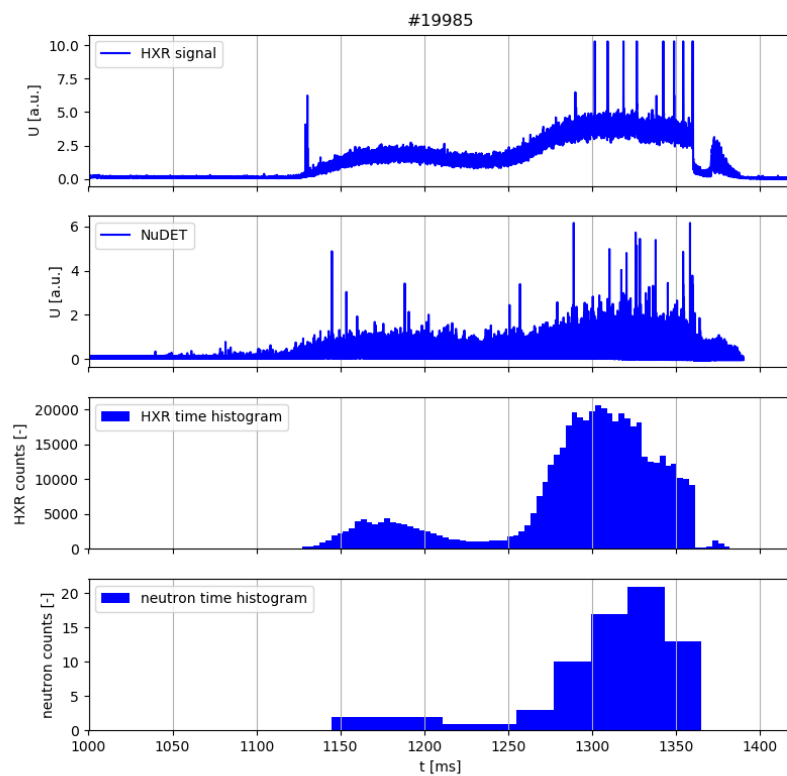 #19985
HXR signal
U [a.u.]
10.0
7.5
5.0
2.5
0.0
NuDET
U [a.u.]
6
4
2
0
HXR time histogram
HXR counts [-]
20000
15000
10000
5000
0
neutron time histogram
neutron counts [-]
20
15
10
5
0
1000 1050 1100 1150 1200 1250 1300 1350 1400
t [ms]